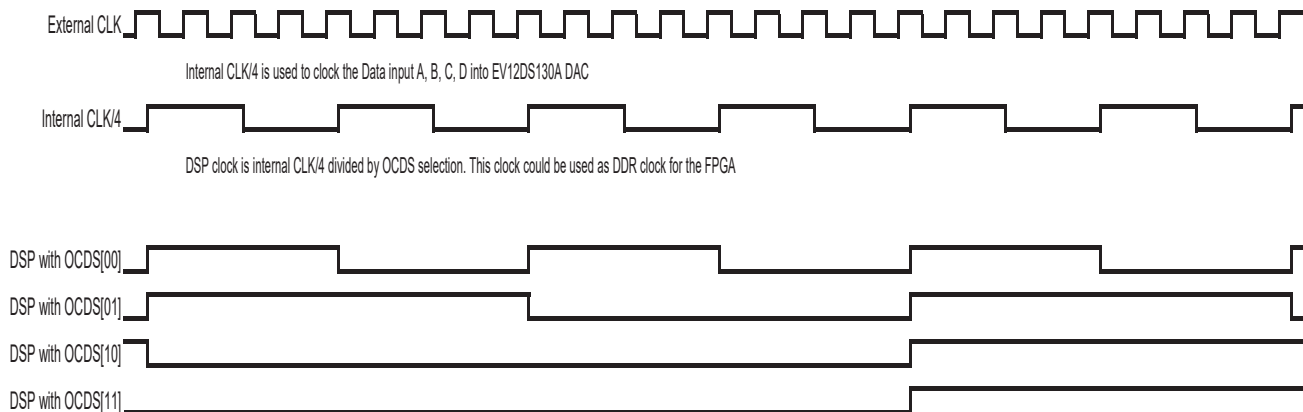 External CLK
Internal CLK/4 is used to clock the Data input A, B, C, D into EV12DS130A DAC
Internal CLK/4
DSP clock is internal CLK/4 divided by OCDS selection. This clock could be used as DDR clock for the FPGA
DSP with OCDS[00]
DSP with OCDS[01]
DSP with OCDS[10]
DSP with OCDS[11]